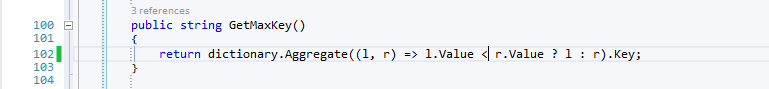 3 references
100 public string GetMaxKey()
101 {
102 return dictionary.Aggregate((l, r) => l.Value < r.Value ? l : r).Key;
103 }
104